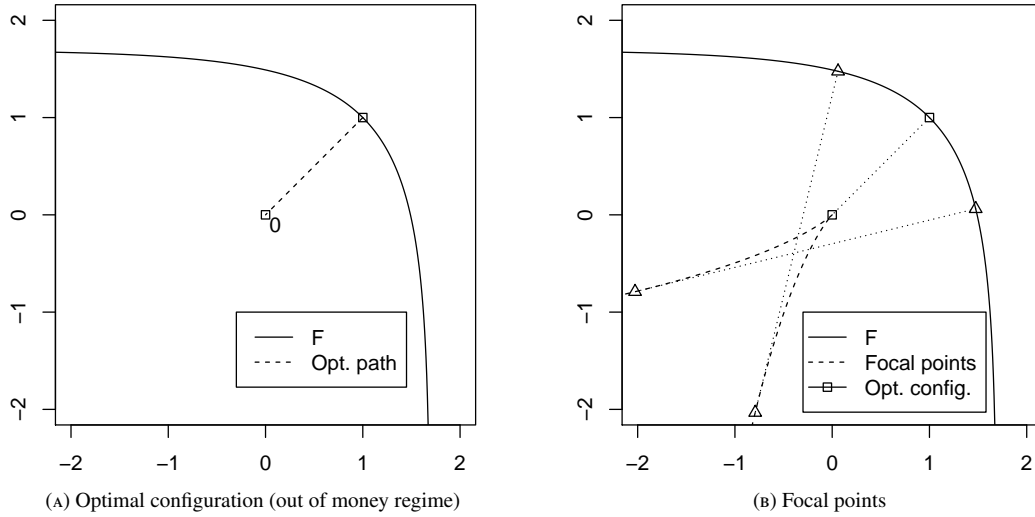 2
1
0
−1
−2
0
F
Opt. path
−2 −1 0 1 2
(A) Optimal configuration (out of money regime)
2
1
0
−1
−2
F
Focal points
Opt. config.
−2 −1 0 1 2
(B) Focal points